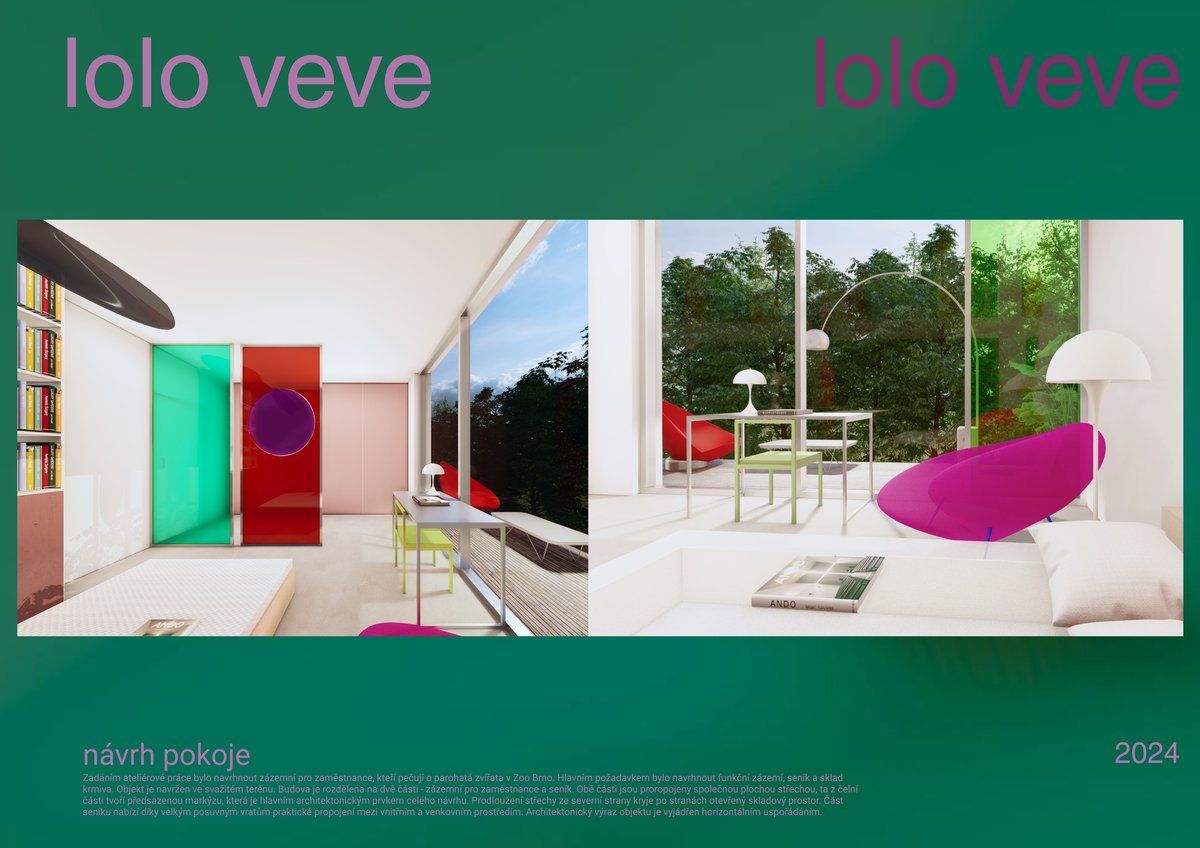 lolo veve
lolo veve
ANDO
ANDO
návrh pokoje
2024
Zadáním ateliérové práce bylo navrhnout zázemní pro zaměstnance, kteří pečují o parohatá zvířata v Zoo Brno. Hlavním požadavkem bylo navrhnout funkční zázemí, seník a sklad
krmiva. Objekt je navržen ve svažitém terénu. Budova je rozdělena na dvě části - zázemní pro zaměstnance a seník. Obě části jsou proropojeny společnou plochou střechou, ta z čelní
části tvoří předsazenou markýzu, která je hlavním architektonickým prvkem celého návrhu. Prodloužení střechy ze severní strany kryje po stranách otevřený skladový prostor. Část
seníku nabízí díky velkým posuvným vratům praktické propojení mezi vnitřním a venkovním prostředím. Architektonický výraz objektu je vyjádřen horizontálním uspořádáním.